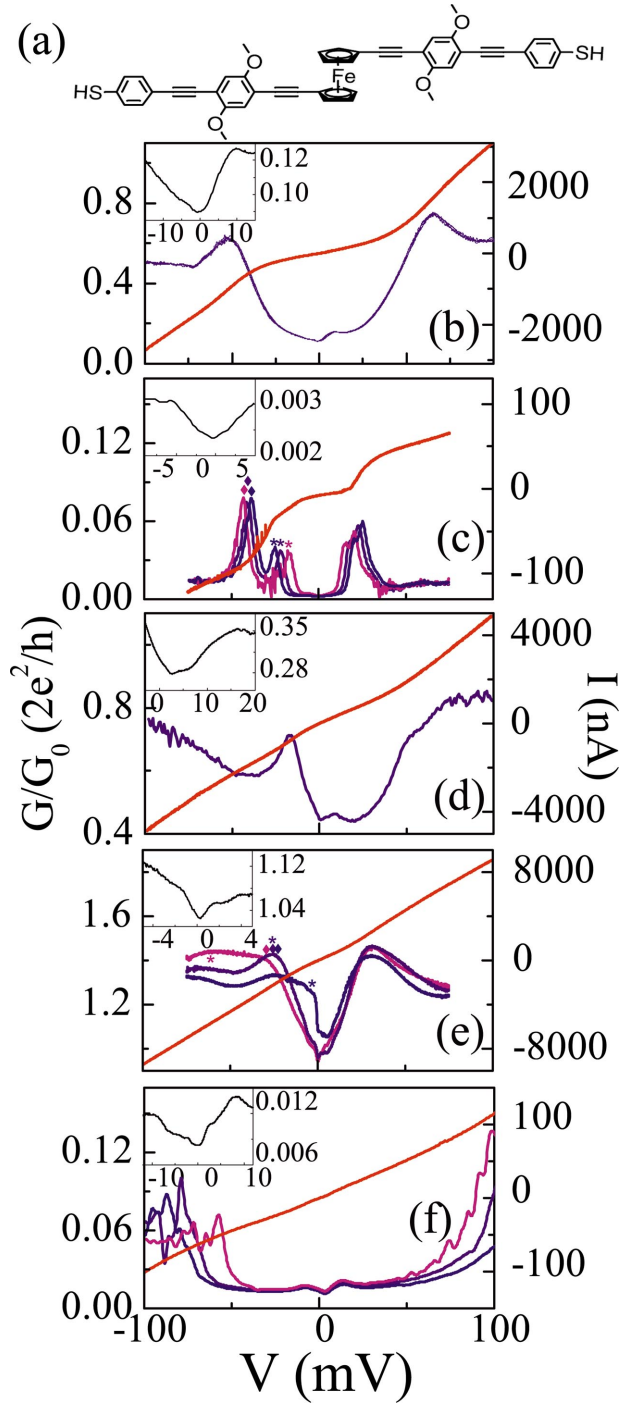 (a)
O
O
SH
Fe
O
O
HS
0.12
0.10
-10 0 10
0.8
0.4
0.0
2000
0
-2000
(b)
0.003
0.002
-5 0 5
0.12
0.06
0.00
100
0
-100
◆
◆ ◆
*** 
(c)
G/G0 (2e²/h)
I (nA)
0.35
0.28
0 10 20
0.8
0.4
4000
0
-4000
(d)
1.12
1.04
-4 0 4
1.6
1.2
8000
0
-8000
*
◆◆◆
*
*
(e)
0.012
0.006
-10 0 10
0.12
0.06
0.00
100
0
-100
(f)
-100 0 100
V (mV)